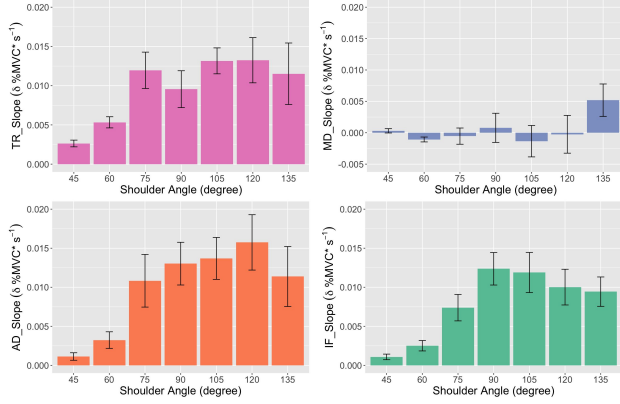 TR_Slope (δ %MVC* s⁻¹)
0.020
0.015
0.010
0.005
0.000
45 60 75 90 105 120 135
Shoulder Angle (degree)
MD_Slope (δ %MVC* s⁻¹)
0.015
0.010
0.005
0.000
-0.005
45 60 75 90 105 120 135
Shoulder Angle (degree)
AD_Slope (δ %MVC* s⁻¹)
0.020
0.015
0.010
0.005
0.000
45 60 75 90 105 120 135
Shoulder Angle (degree)
IF_Slope (δ %MVC* s⁻¹)
0.020
0.015
0.010
0.005
0.000
45 60 75 90 105 120 135
Shoulder Angle (degree)